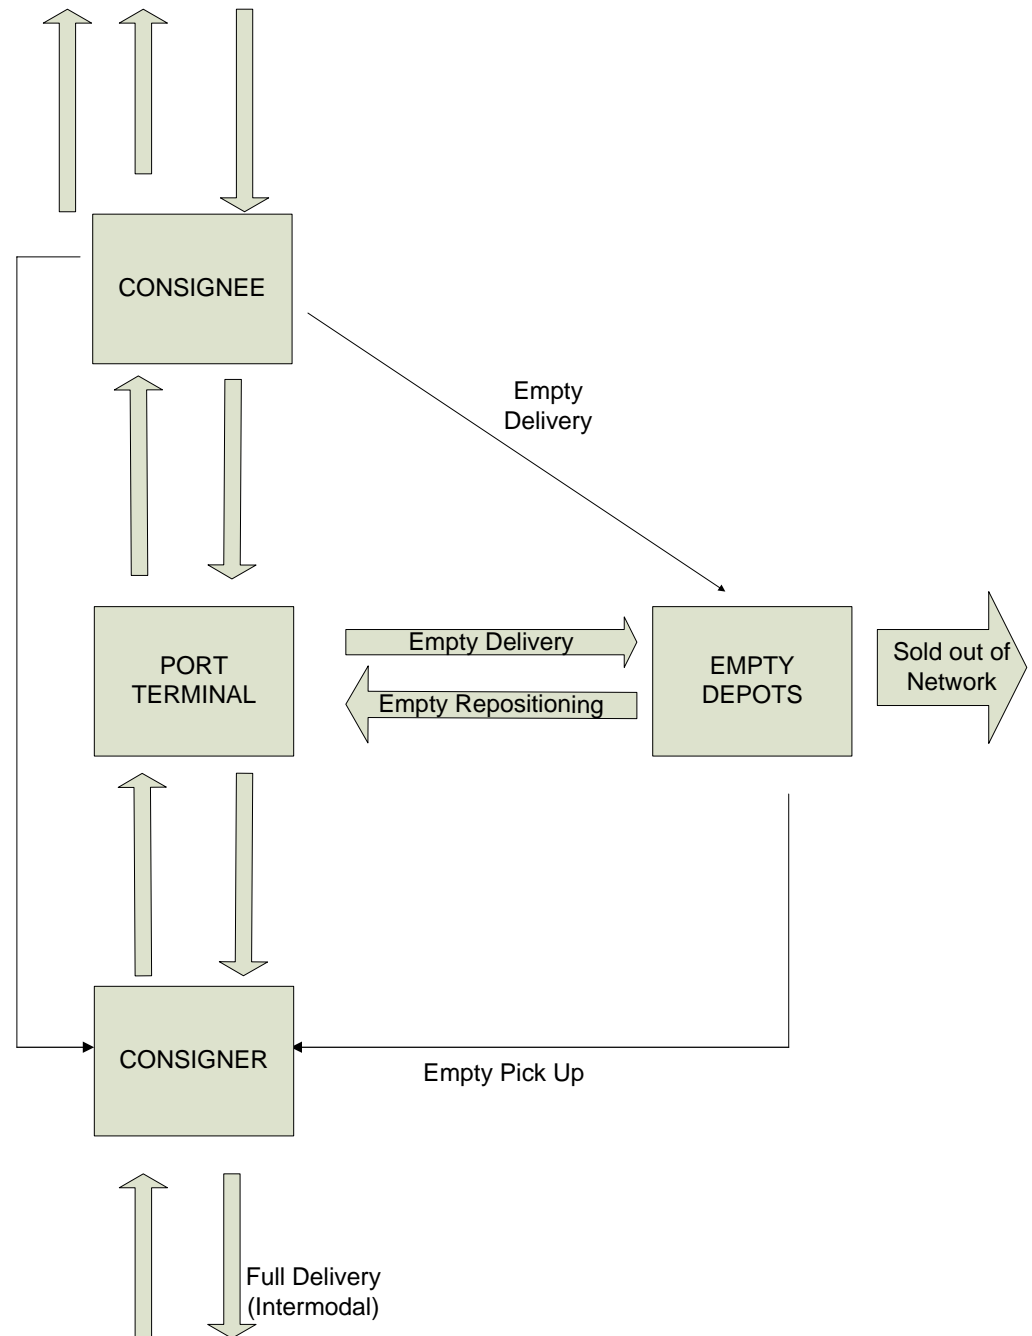 CONSIGNEE
Empty
Delivery
PORT
TERMINAL
Empty Delivery
Empty Repositioning
EMPTY
DEPOTS
Sold out of
Network
CONSIGNER
Empty Pick Up
Full Delivery
(Intermodal)